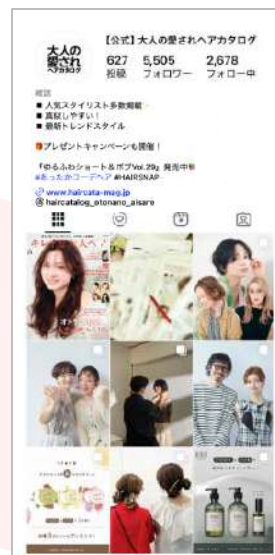 大人の
愛され
ヘアカタログ
【公式】大人の愛されヘアカタログ
627 5,505 2,678
投稿 フォロワー フォロー中
雑誌
■ 人気スタイリスト多数掲載
■ 真似しやすい！
■ 最新トレンドスタイル
🎁プレゼントキャンペーンも開催！
『ゆるふわショート&ボブVol.29』発売中
#あったかコーデヘア #HAIRSNAP
www.haircata-mag.jp
haircatalog_otonano_aisare